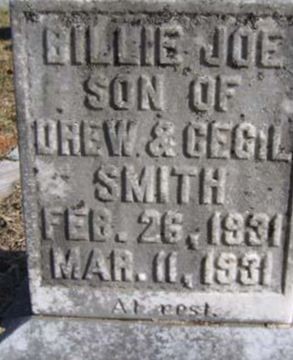 BILLIE JOE
SON OF
DREW & CECIL
SMITH
FEB. 26, 1931
MAR. 11, 1931
At rest.